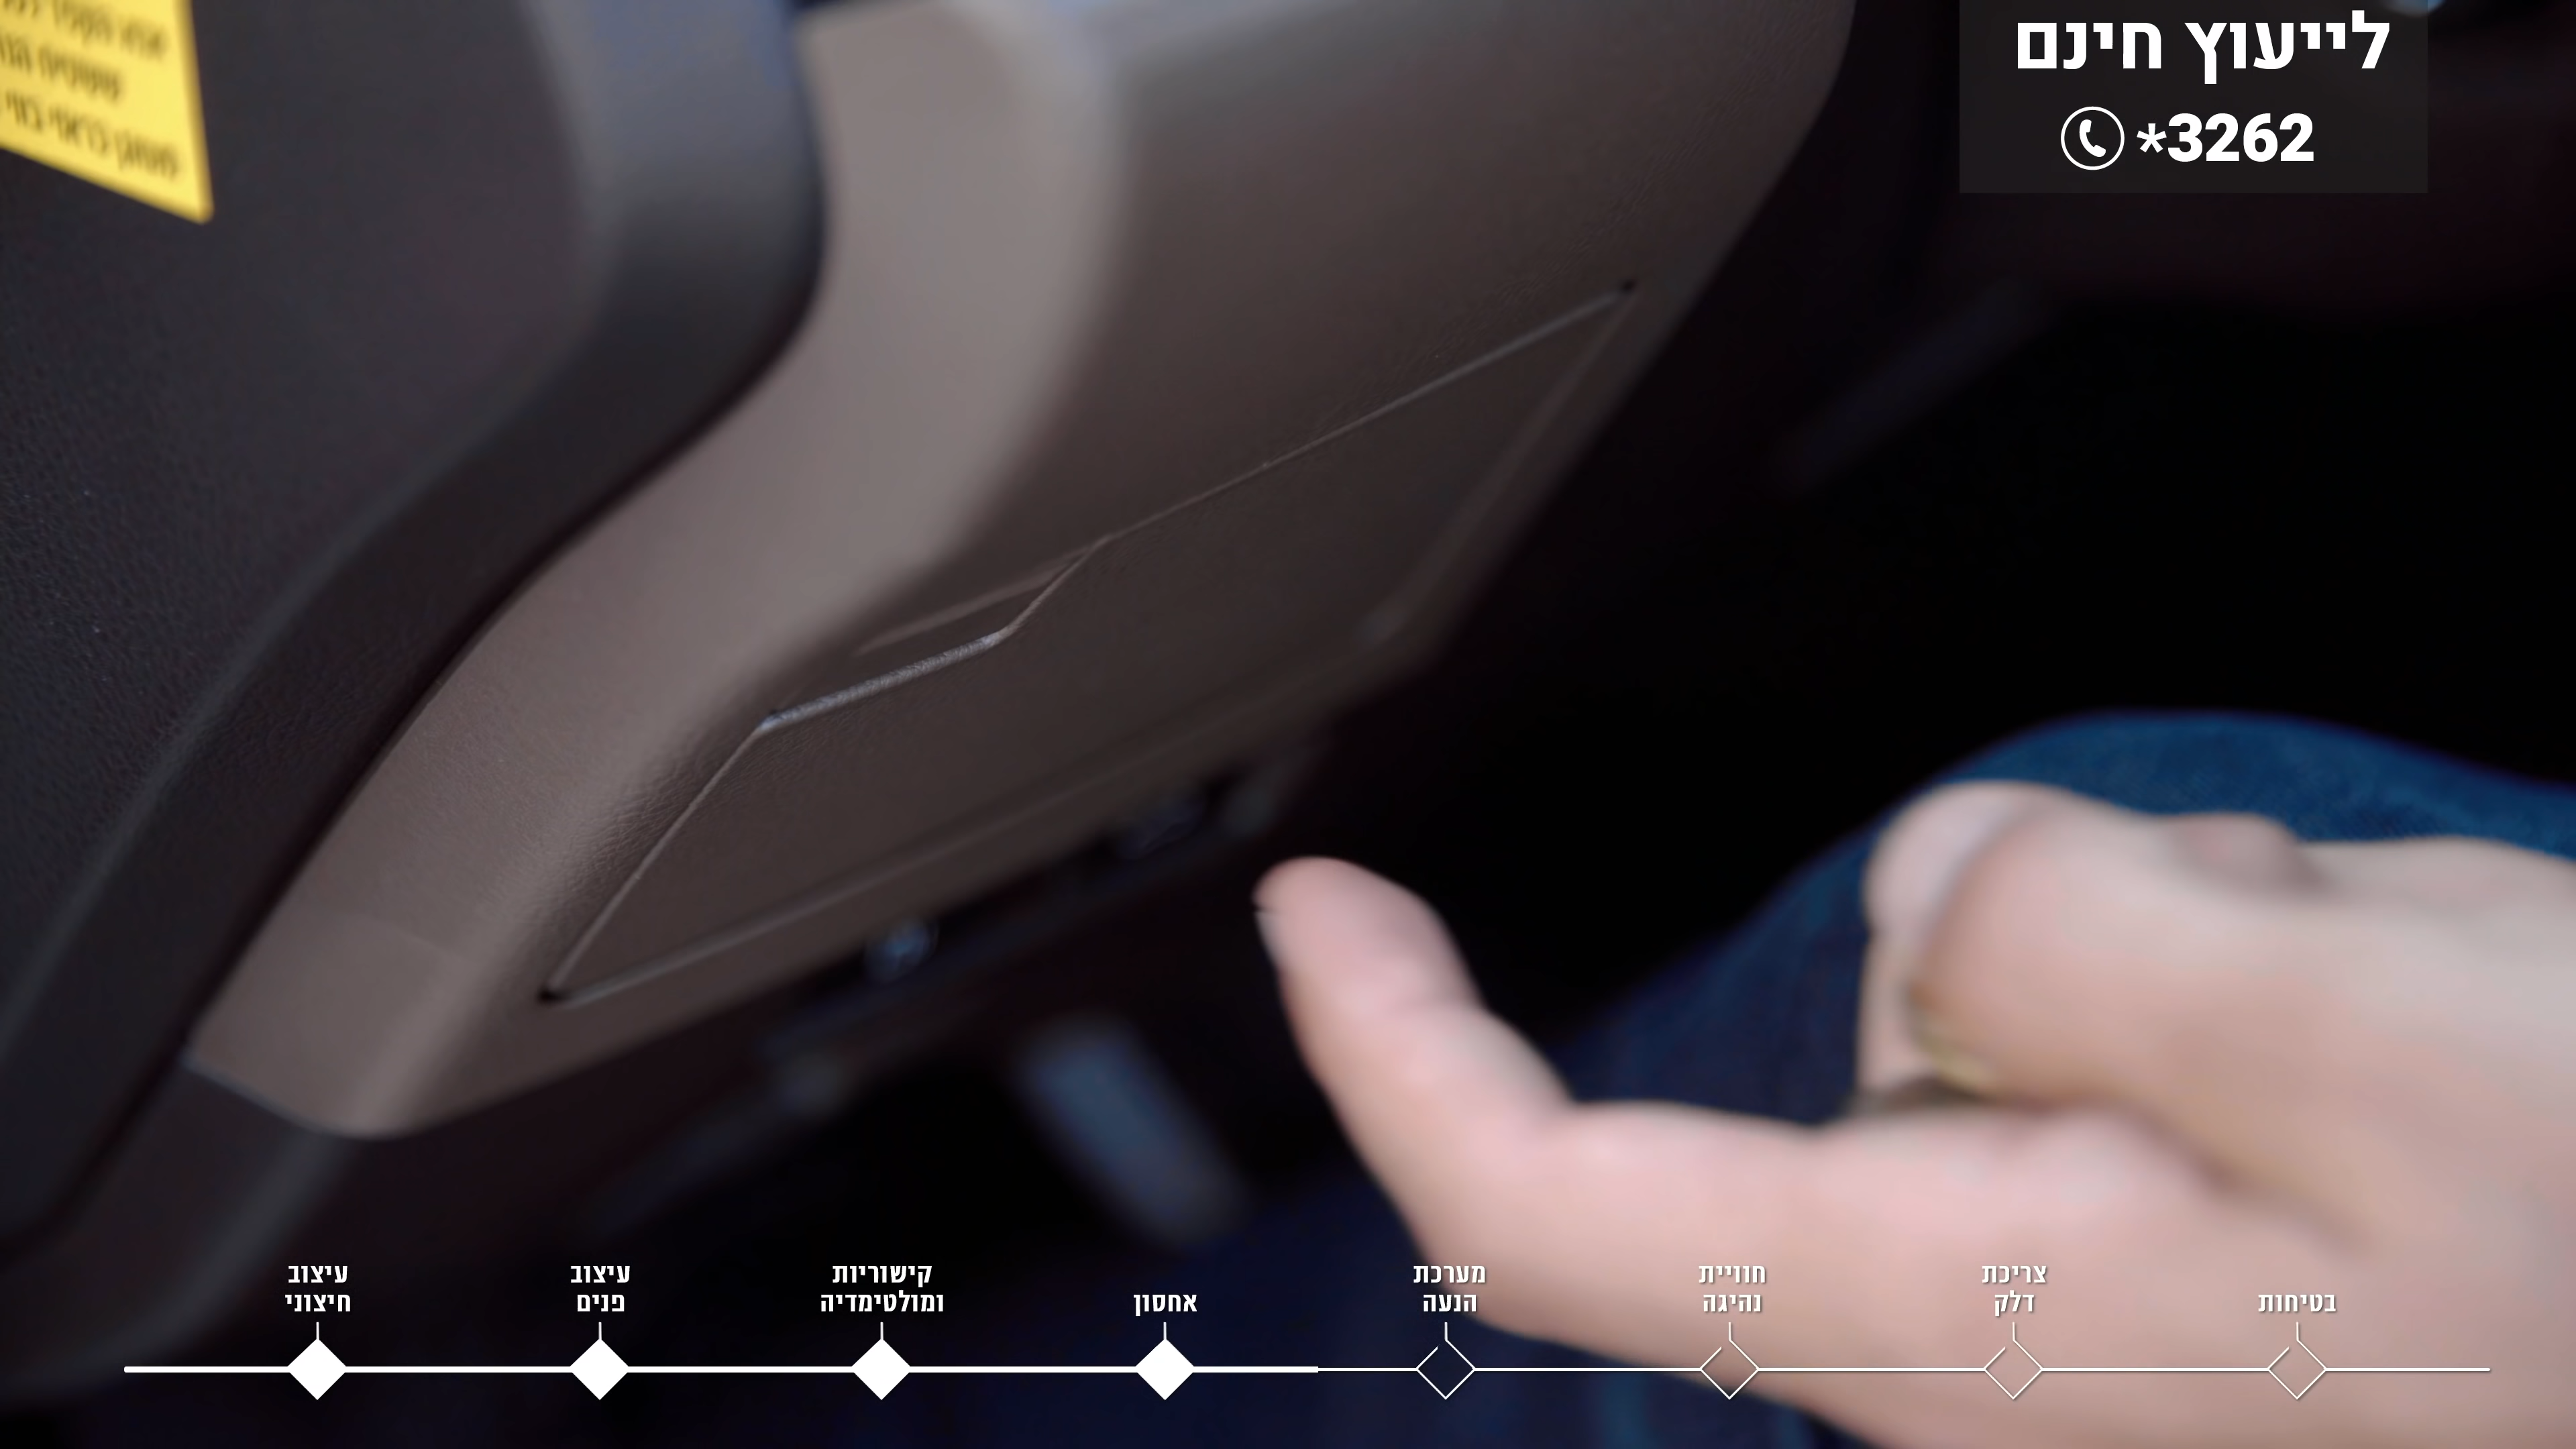 לייעוץ חינם
*3262
עיצוב
חיצוני
עיצוב
פנים
קישוריות
ומולטימדיה
אחסון
מערכת
הנעה
חוויית
נהיגה
צריכת
דלק
בטיחות